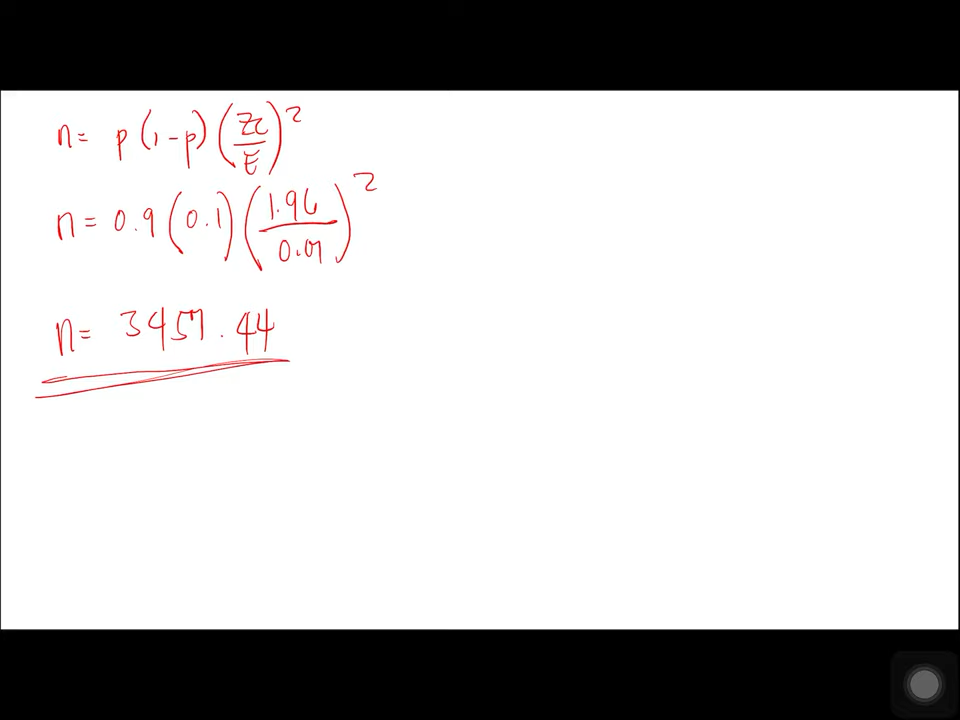 n = p (1-p) (Zc/E)^2
n = 0.9 (0.1) (1.96/0.01)^2
n = 3457.44